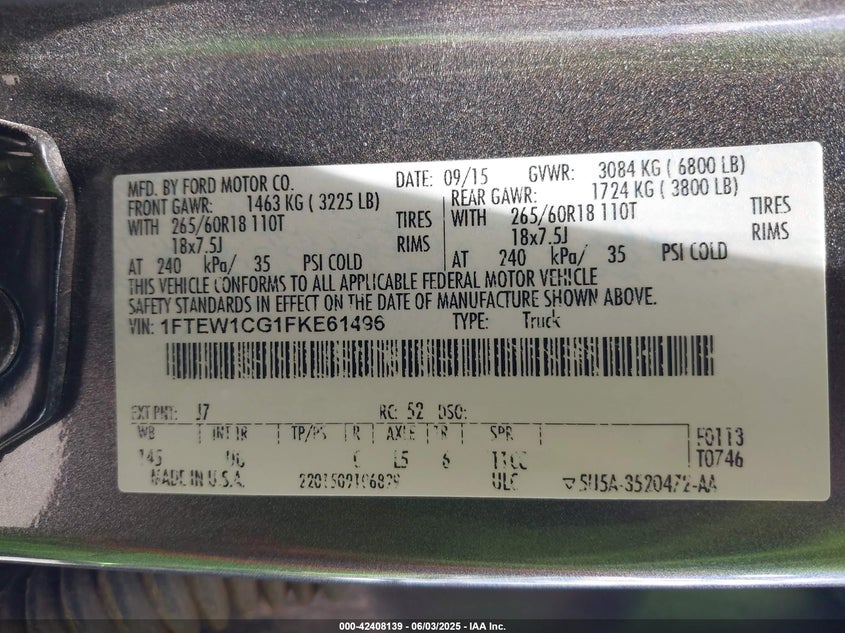 MFD. BY FORD MOTOR CO. DATE: 09/15 GVWR: 3084 KG ( 6800 LB)
FRONT GAWR: 1463 KG ( 3225 LB) REAR GAWR: 1724 KG ( 3800 LB)
WITH 265/60R18 110T TIRES WITH 265/60R18 110T TIRES
18x7.5J RIMS 18x7.5J RIMS
AT 240 kPa/ 35 PSI COLD AT 240 kPa/ 35 PSI COLD
THIS VEHICLE CONFORMS TO ALL APPLICABLE FEDERAL MOTOR VEHICLE
SAFETY STANDARDS IN EFFECT ON THE DATE OF MANUFACTURE SHOWN ABOVE.
VIN: 1FTEW1CG1FKE61496 TYPE: Truck
EXT PNT: J7 RC: 52 DSO:
WB INT TR TP/PS R AXLE TR SPR F0113
145 L5 6 T0746
MADE IN U.S.A. ULC
000-42408139 - 06/03/2025 - IAA Inc.